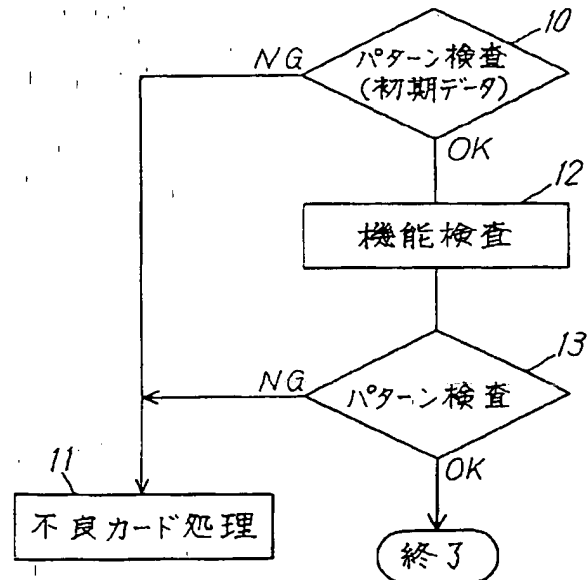 10
NG
パターン検査
(初期データ)
OK
12
機能検査
13
NG
パターン検査
OK
11
不良カード処理
終了